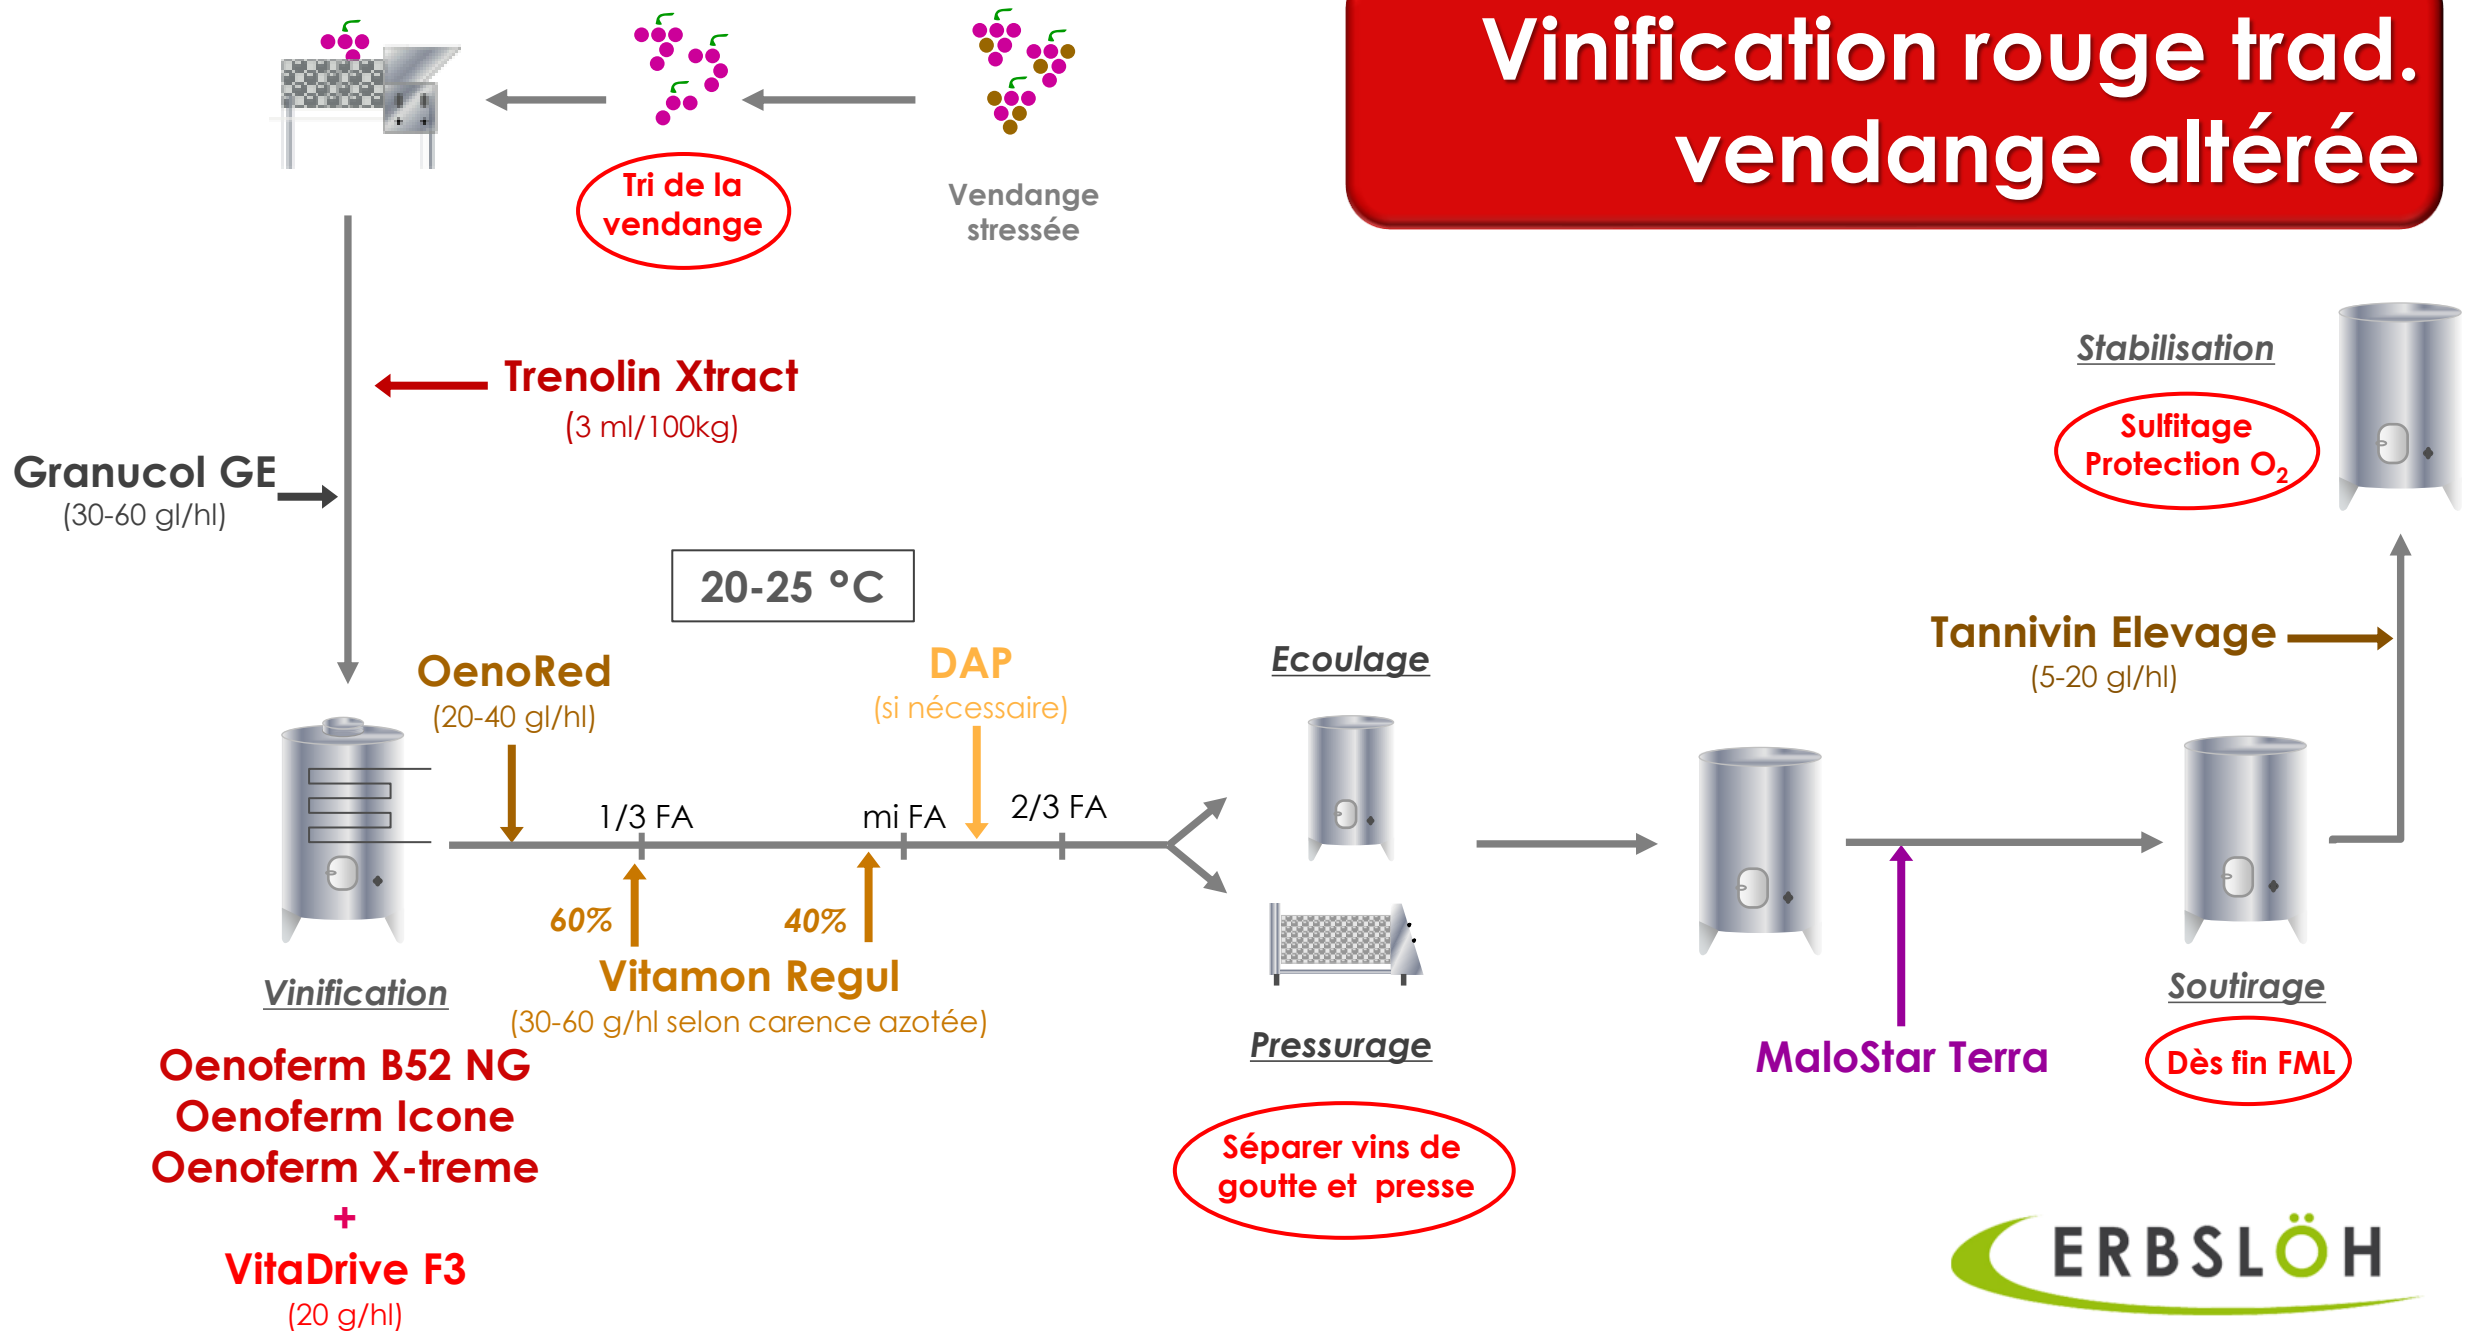 Vinification rouge trad.
vendange altérée
Tri de la
vendange
Vendange
stressée
Trenolin Xtract
(3 ml/100kg)
Granucol GE
(30-60 gl/hl)
20-25 °C
OenoRed
(20-40 gl/hl)
DAP
(si nécessaire)
1/3 FA
mi FA
2/3 FA
60%
40%
Vitamon Regul
(30-60 g/hl selon carence azotée)
Vinification
Oenoferm B52 NG
Oenoferm Icone
Oenoferm X-treme
+
VitaDrive F3
(20 g/hl)
Ecoulage
Pressurage
Séparer vins de
goutte et presse
MaloStar Terra
Soutirage
Dès fin FML
Tannivin Elevage
(5-20 gl/hl)
Stabilisation
Sulfitage
Protection O₂
ERBSLÖH